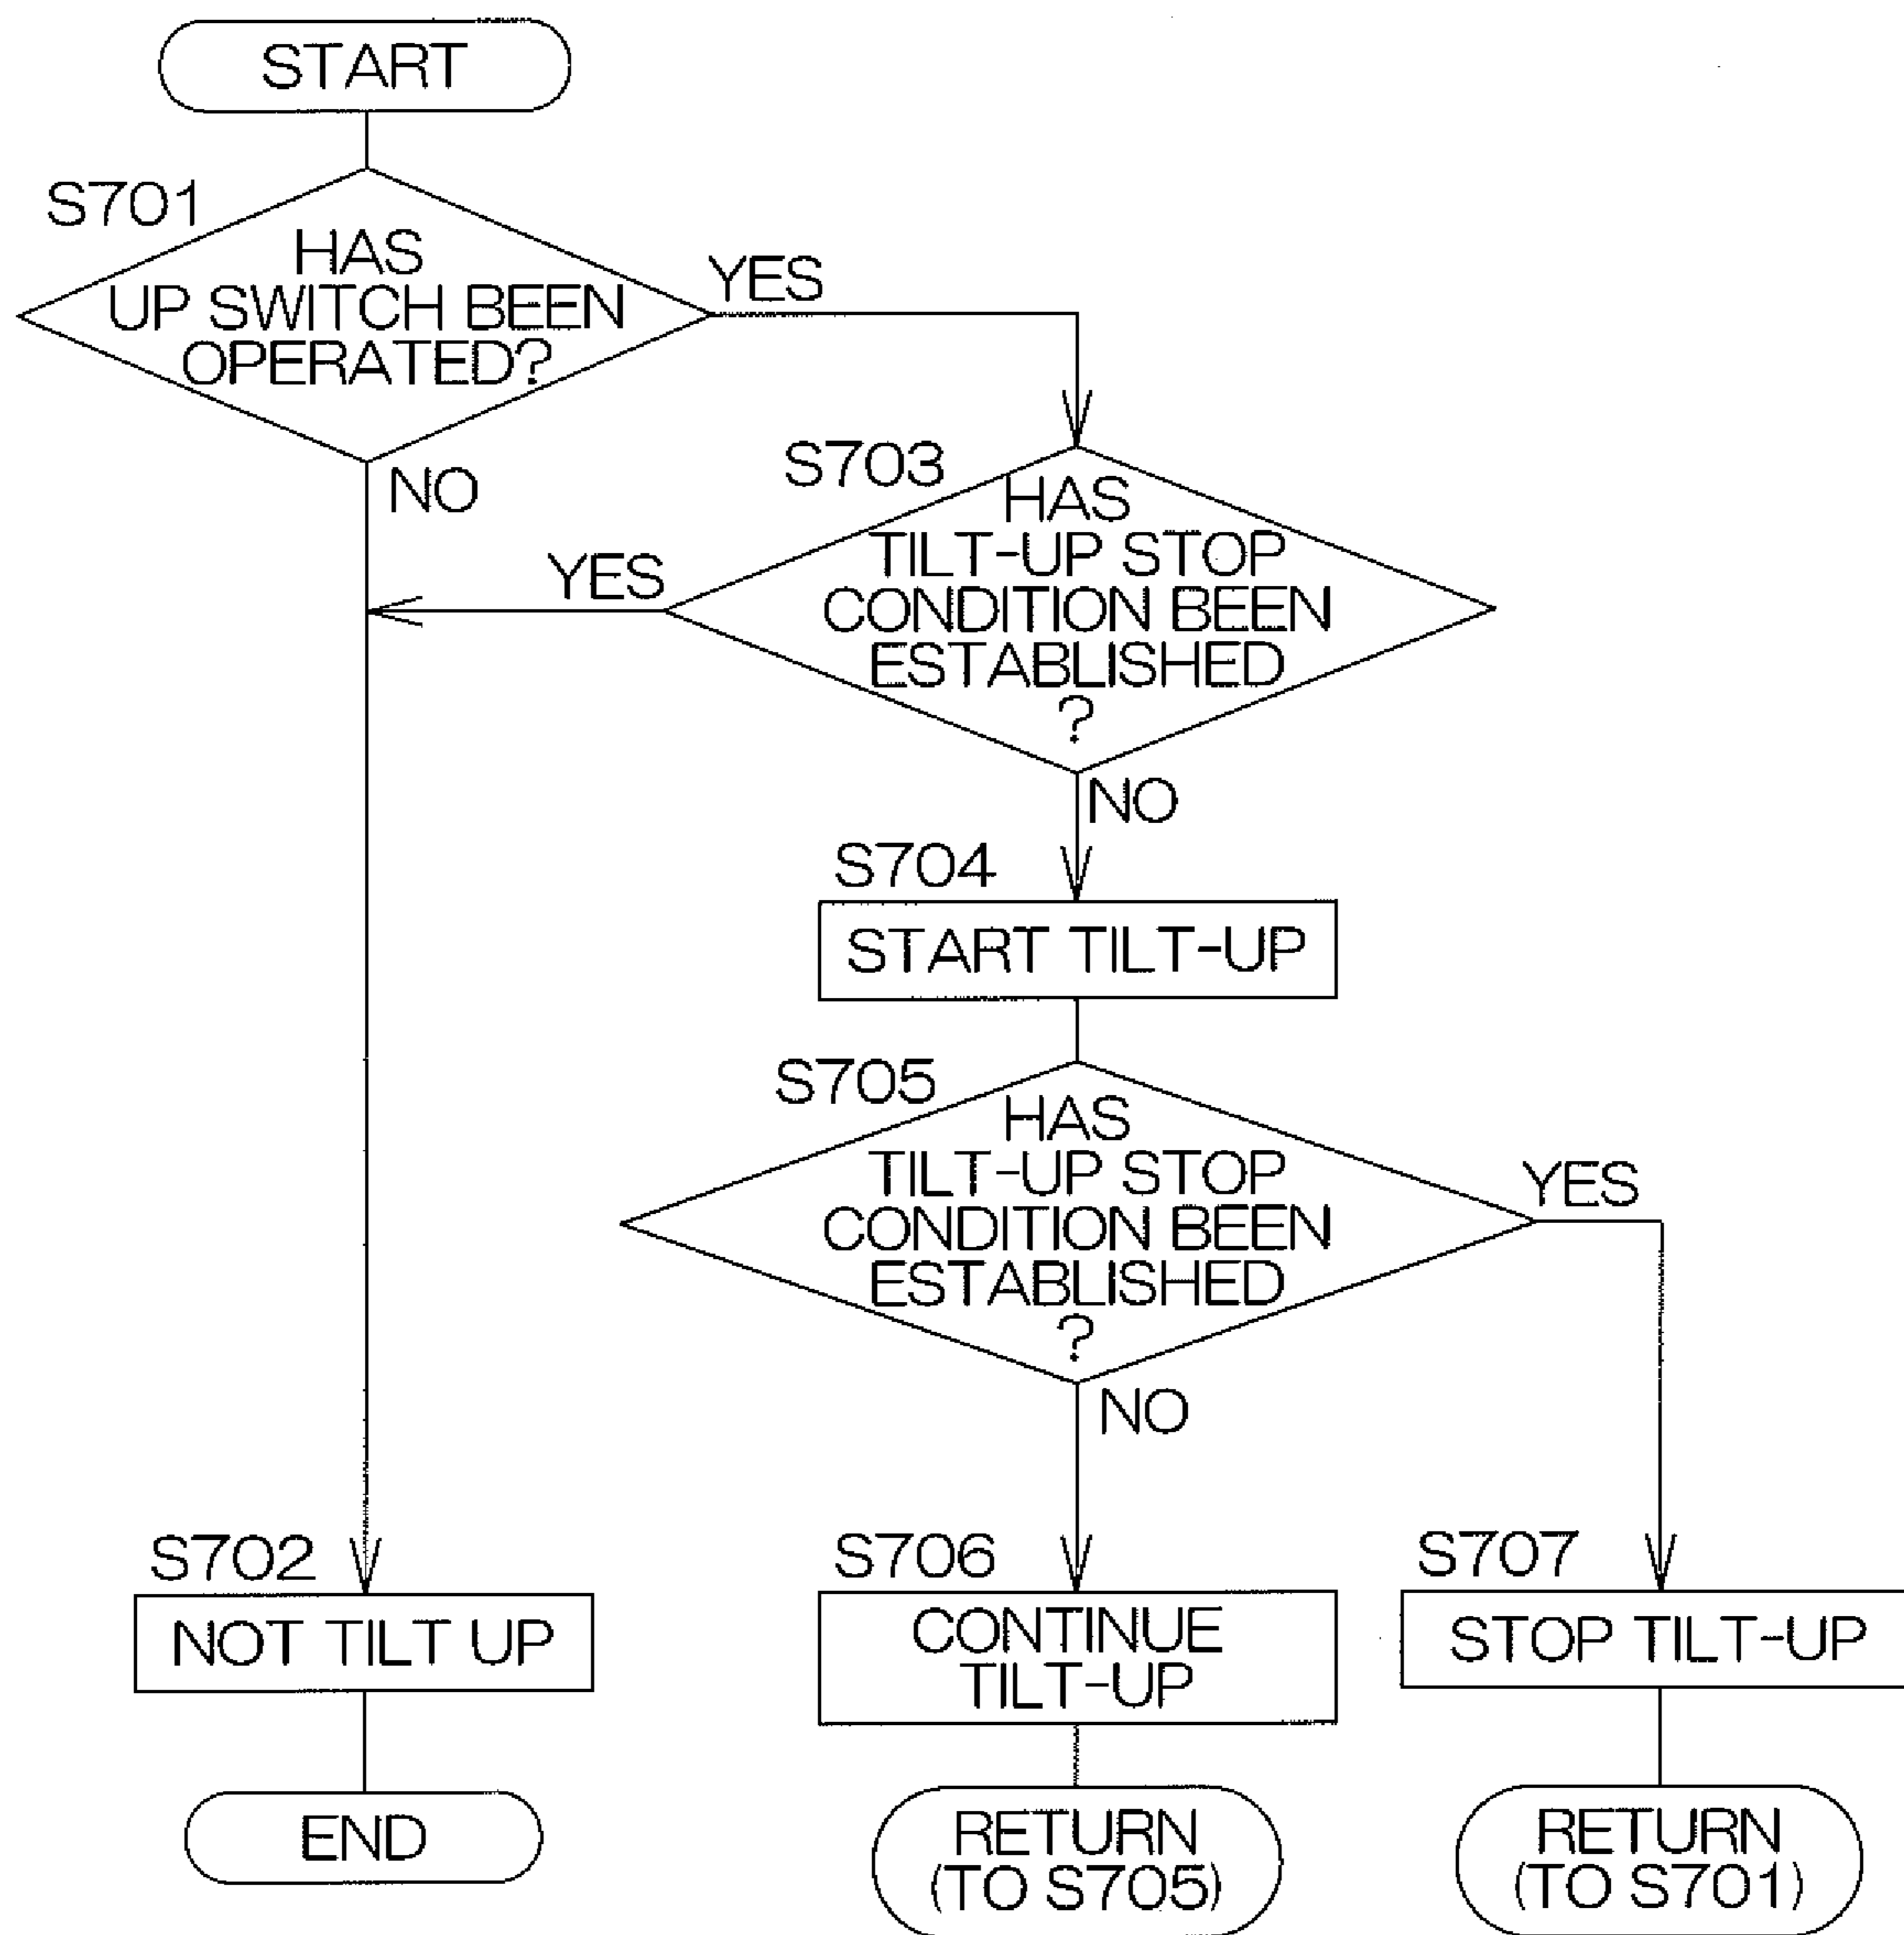 START
S701
HAS
UP SWITCH BEEN
OPERATED?
YES
NO
S703
HAS
TILT-UP STOP
CONDITION BEEN
ESTABLISHED
?
YES
NO
S704
START TILT-UP
S705
HAS
TILT-UP STOP
CONDITION BEEN
ESTABLISHED
?
YES
NO
S702
NOT TILT UP
END
S706
CONTINUE
TILT-UP
RETURN
(TO S705)
S707
STOP TILT-UP
RETURN
(TO S701)